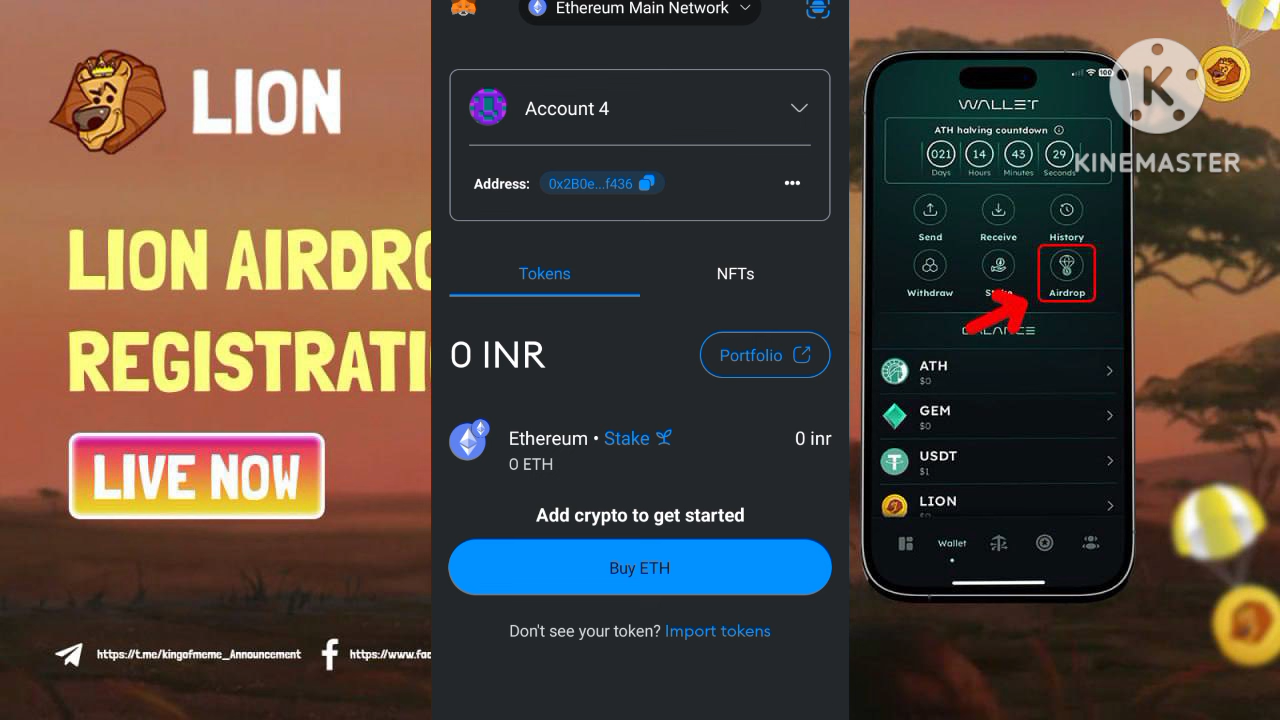 LION
LION AIRDRO
REGISTRATI
LIVE NOW
https://t.me/kingofmeme_Announcement
https://www.fac
Ethereum Main Network
Account 4
Address: 0x2B0e...f436
Tokens
NFTs
0 INR
Portfolio
Ethereum • Stake
0 inr
0 ETH
Add crypto to get started
Buy ETH
Don't see your token? Import tokens
100
WALLET
ATH halving countdown
021 14 43 29
Days Hours Minutes Seconds
Send Receive History
Withdraw Airdrop
ATH
$0
GEM
$0
USDT
$1
LION
$0
Wallet
K
KINEMASTER